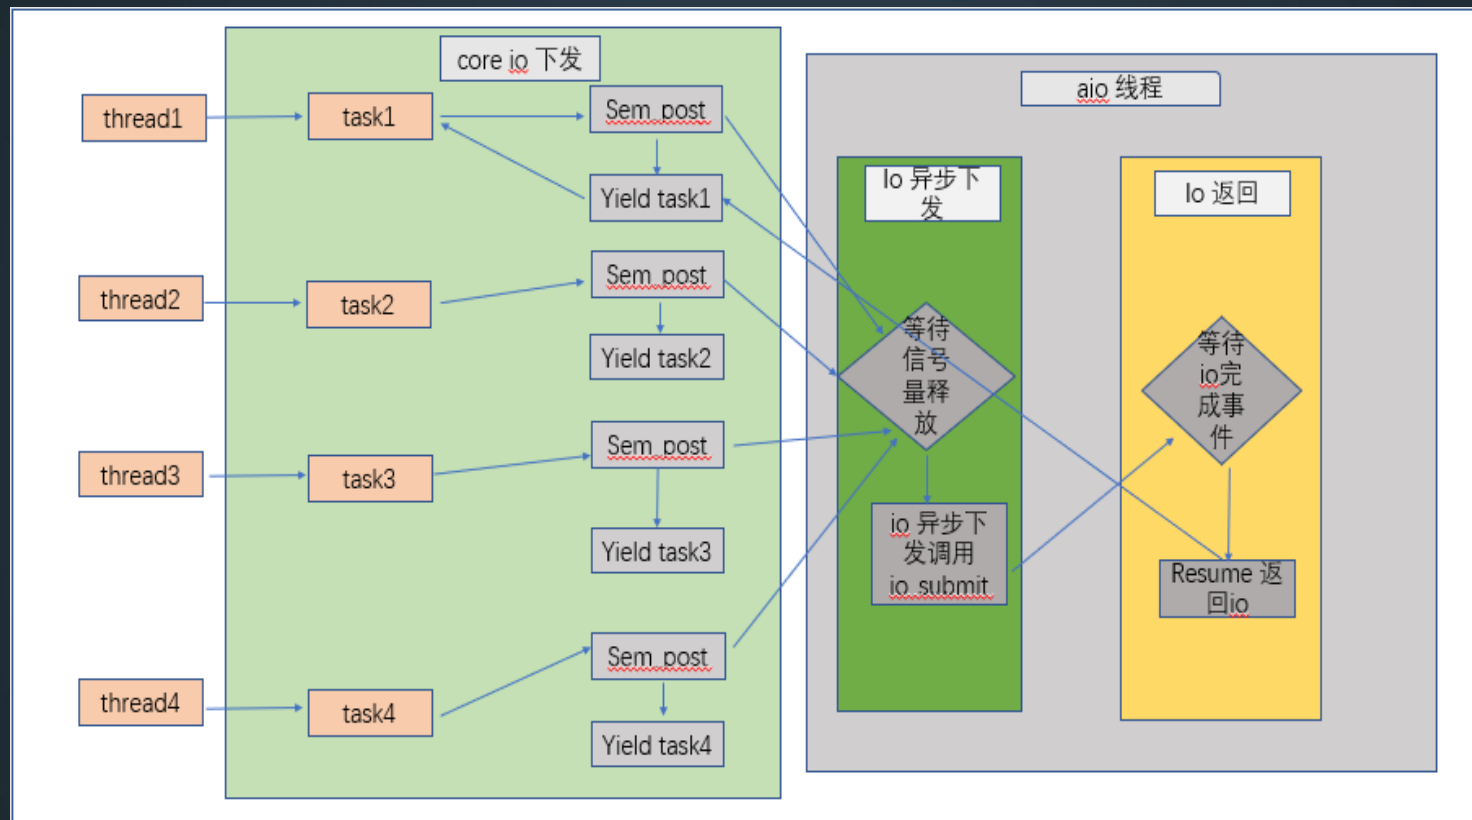 core io 下发
aio 线程
thread1
task1
Sem_post
Yield task1
thread2
task2
Sem_post
Yield task2
thread3
task3
Sem_post
Yield task3
thread4
task4
Sem_post
Yield task4
Io 异步下
发
等待
信号
量释
放
io 异步下
发调用
io_submit
Io 返回
等待
io完
成事
件
Resume 返
回io